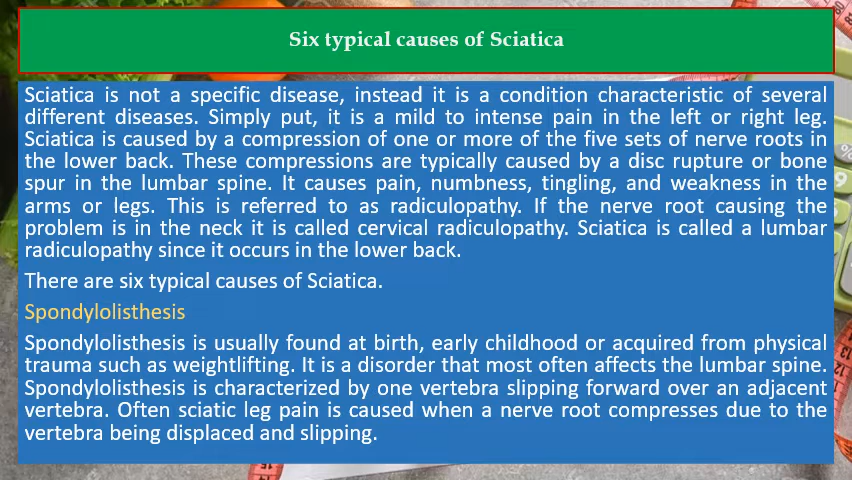 Six typical causes of Sciatica
Sciatica is not a specific disease, instead it is a condition characteristic of several
different diseases. Simply put, it is a mild to intense pain in the left or right leg.
Sciatica is caused by a compression of one or more of the five sets of nerve roots in
the lower back. These compressions are typically caused by a disc rupture or bone
spur in the lumbar spine. It causes pain, numbness, tingling, and weakness in the
arms or legs. This is referred to as radiculopathy. If the nerve root causing the
problem is in the neck it is called cervical radiculopathy. Sciatica is called a lumbar
radiculopathy since it occurs in the lower back.
There are six typical causes of Sciatica.
Spondylolisthesis
Spondylolisthesis is usually found at birth, early childhood or acquired from physical
trauma such as weightlifting. It is a disorder that most often affects the lumbar spine.
Spondylolisthesis is characterized by one vertebra slipping forward over an adjacent
vertebra. Often sciatic leg pain is caused when a nerve root compresses due to the
vertebra being displaced and slipping.